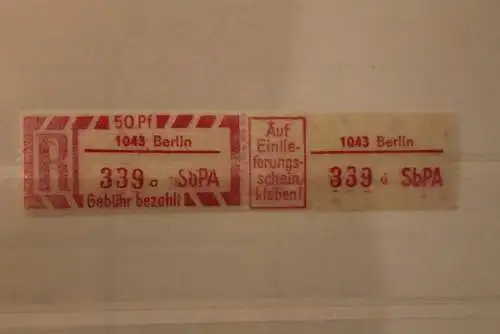 50 Pf
R
1043 Berlin
339 a SbPA
Gebühr bezahlt
Auf
Einlie-
ferungs-
schein
kleben!
1043 Berlin
339 a SbPA